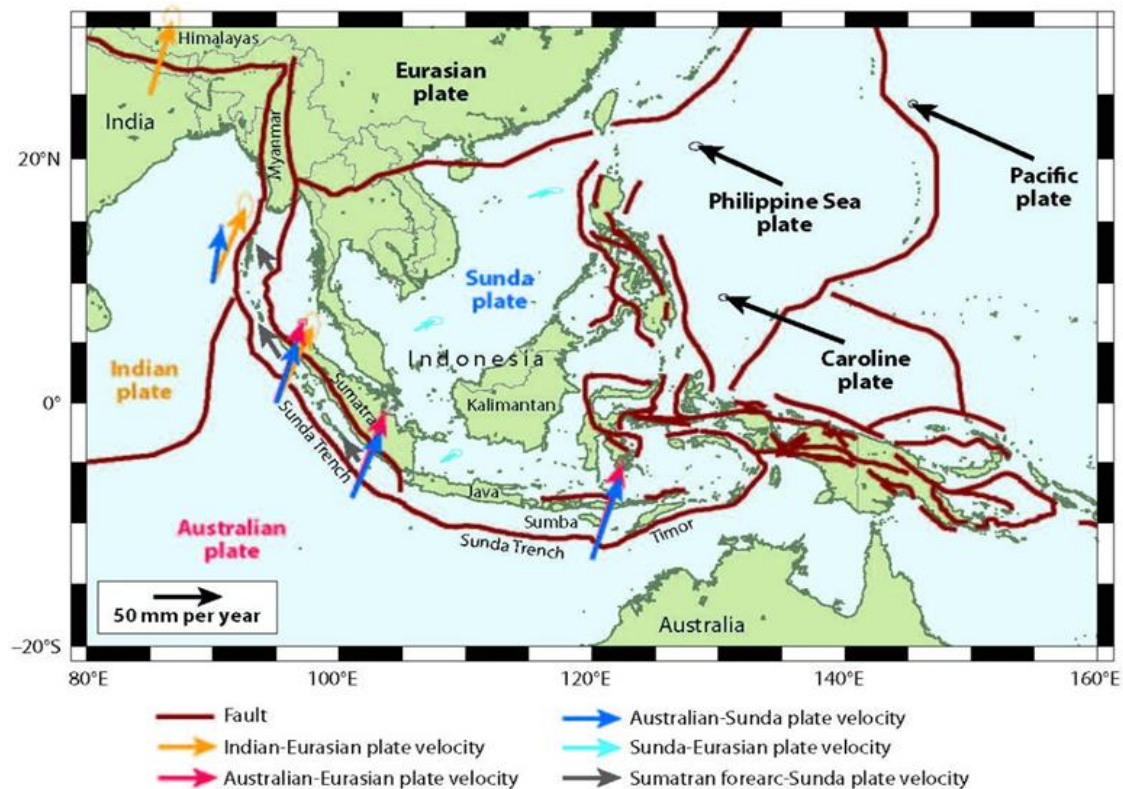 Himalayas
Eurasian
plate
India
Myanmar
20°N
Pacific
plate
Philippine Sea
plate
Sunda
plate
Indian
plate
Indonesia
Caroline
plate
0°
Sumatra
Kalimantan
Sunda Trench
Java
Sumba
Timor
Sunda Trench
Australian
plate
50 mm per year
Australia
–20°S
80°E 100°E 120°E 140°E 160°E
Fault
Indian-Eurasian plate velocity
Australian-Eurasian plate velocity
Australian-Sunda plate velocity
Sunda-Eurasian plate velocity
Sumatran forearc-Sunda plate velocity